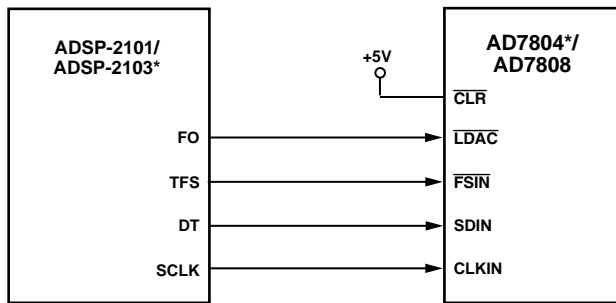 ADSP-2101/
ADSP-2103*
FO
TFS
DT
SCLK
+5V
AD7804*/
AD7808
CLR
LDAC
FSIN
SDIN
CLKIN